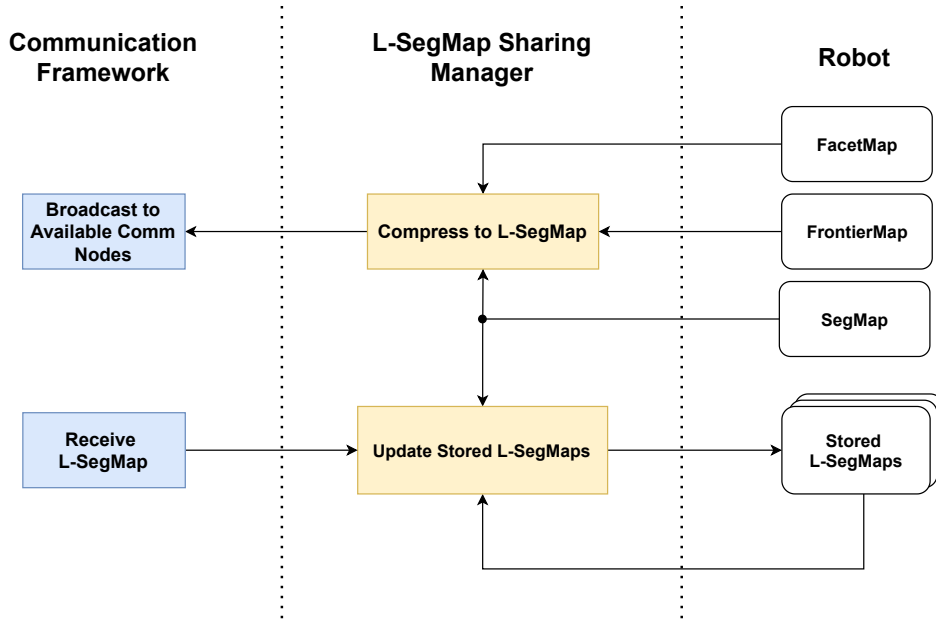 Communication
Framework
L-SegMap Sharing
Manager
Robot
FacetMap
Broadcast to
Available Comm
Nodes
Compress to L-SegMap
FrontierMap
SegMap
Receive
L-SegMap
Update Stored L-SegMaps
Stored
L-SegMaps